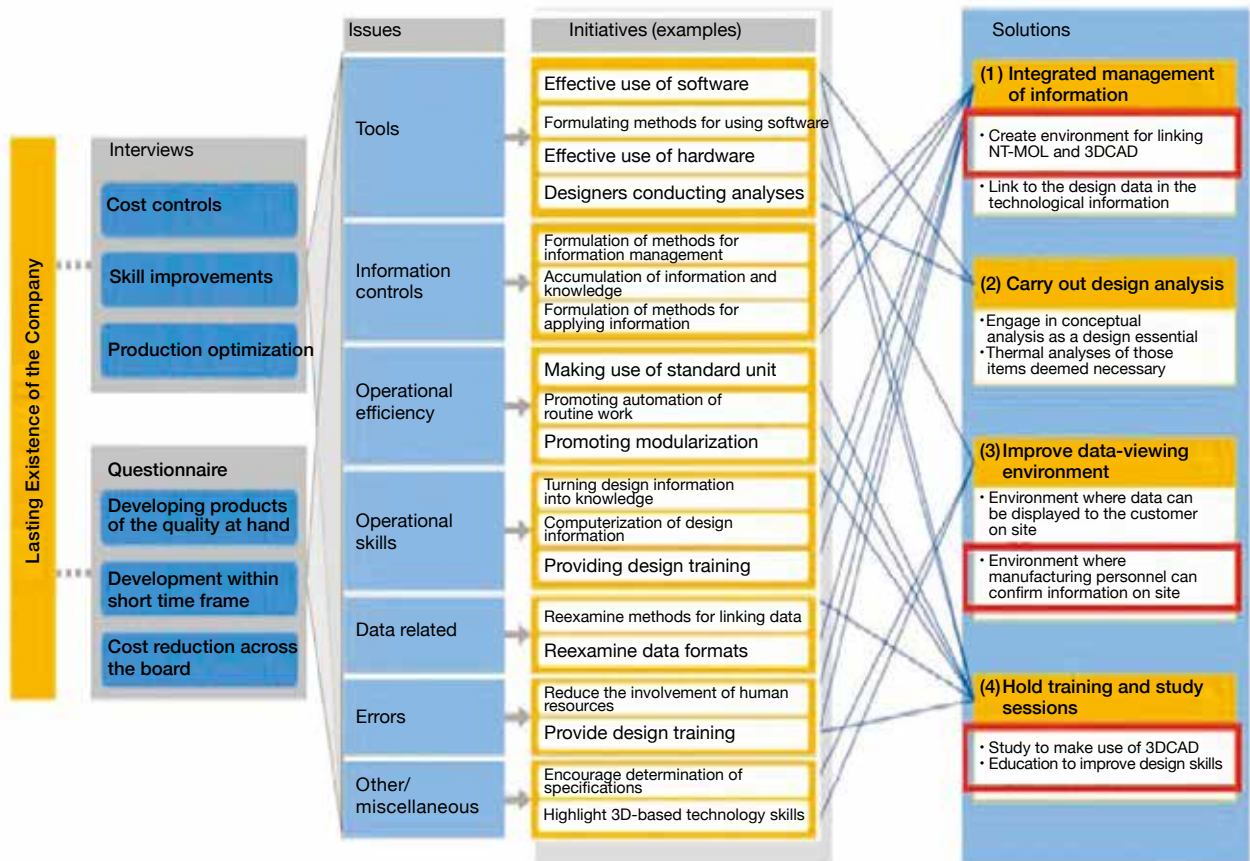 Lasting Existence of the Company
Interviews
Cost controls
Skill improvements
Production optimization
Questionnaire
Developing products
of the quality at hand
Development within
short time frame
Cost reduction across
the board
Issues
Tools
Information
controls
Operational
efficiency
Operational
skills
Data related
Errors
Other/
miscellaneous
Initiatives (examples)
Effective use of software
Formulating methods for using software
Effective use of hardware
Designers conducting analyses
Formulation of methods for
information management
Accumulation of information and
knowledge
Formulation of methods for
applying information
Making use of standard unit
Promoting automation of
routine work
Promoting modularization
Turning design information
into knowledge
Computerization of design
information
Providing design training
Reexamine methods for linking data
Reexamine data formats
Reduce the involvement of human
resources
Provide design training
Encourage determination of
specifications
Highlight 3D-based technology skills
Solutions
(1) Integrated management
of information
・Create environment for linking
NT-MOL and 3DCAD
・Link to the design data in the
technological information
(2) Carry out design analysis
・Engage in conceptual
analysis as a design essential
・Thermal analyses of those
items deemed necessary
(3)Improve data-viewing
environment
・Environment where data can
be displayed to the customer
on site
・Environment where
manufacturing personnel can
confirm information on site
(4)Hold training and study
sessions
・Study to make use of 3DCAD
・Education to improve design skills